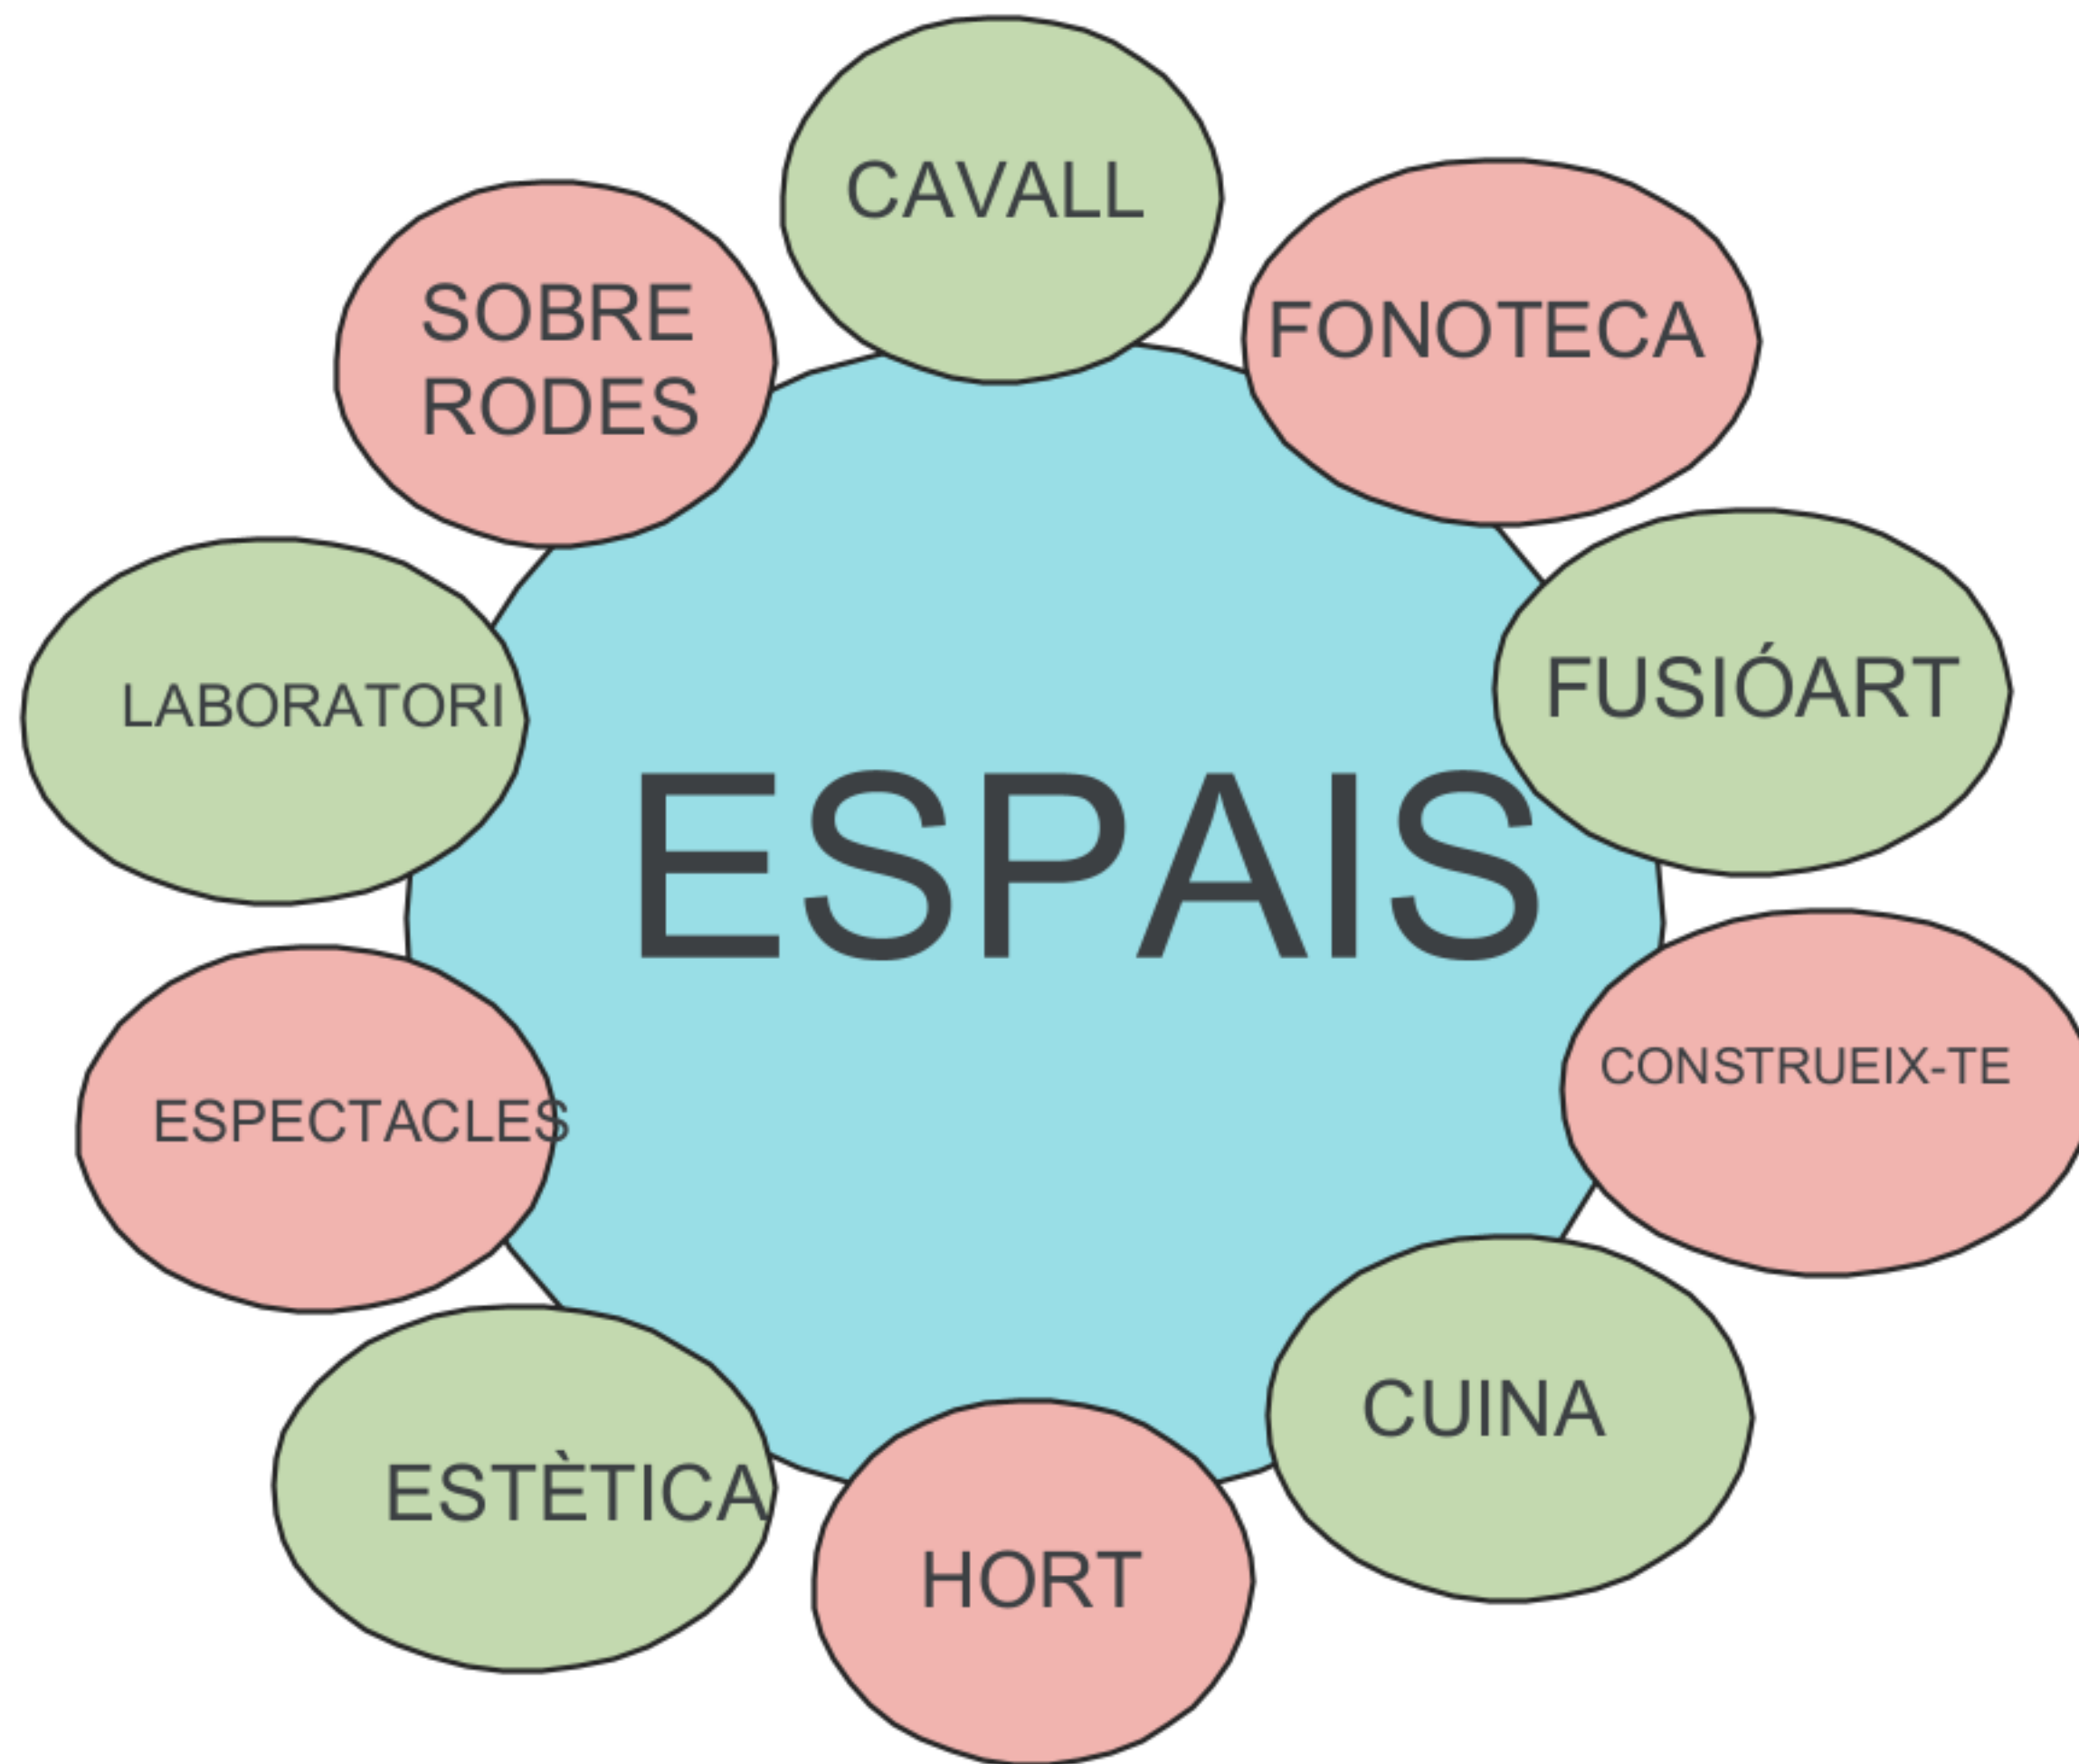 CAVALL
SOBRE
RODES
FONOTECA
LABORATORI
FUSIÓART
ESPAIS
CONSTRUEIX-TE
ESPECTACLES
CUINA
ESTÈTICA
HORT